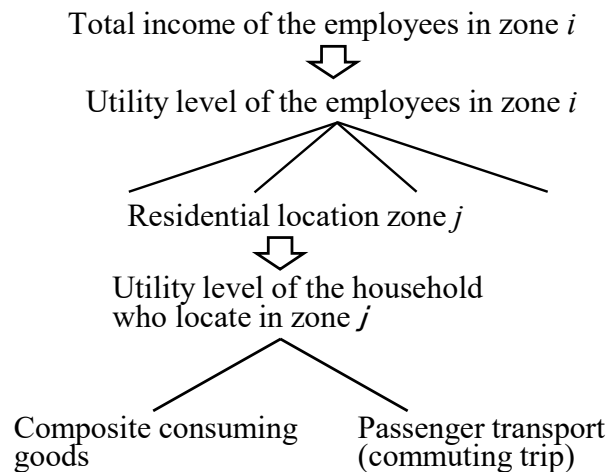 Total income of the employees in zone i
Utility level of the employees in zone i
Residential location zone j
Utility level of the household
who locate in zone j
Composite consuming
goods
Passenger transport
(commuting trip)